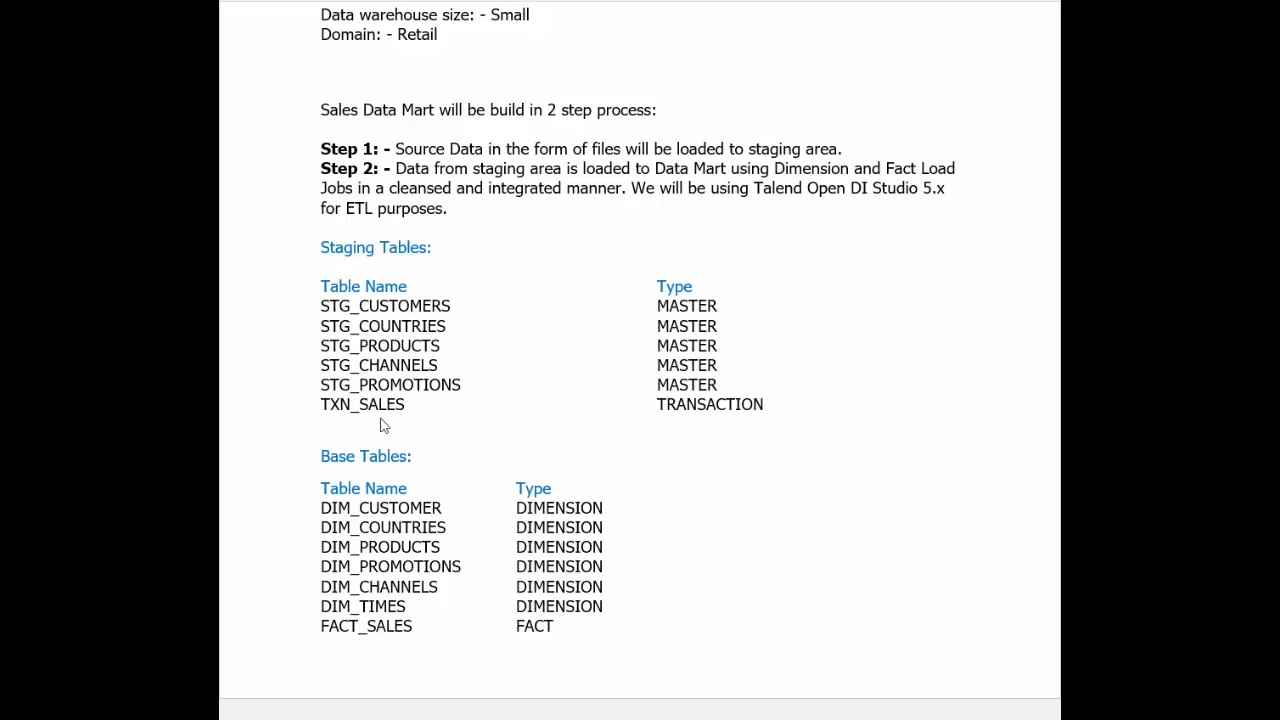 Data warehouse size: - Small
Domain: - Retail
Sales Data Mart will be build in 2 step process:
Step 1: - Source Data in the form of files will be loaded to staging area.
Step 2: - Data from staging area is loaded to Data Mart using Dimension and Fact Load
Jobs in a cleansed and integrated manner. We will be using Talend Open DI Studio 5.x
for ETL purposes.
Staging Tables:
Table Name Type
STG_CUSTOMERS MASTER
STG_COUNTRIES MASTER
STG_PRODUCTS MASTER
STG_CHANNELS MASTER
STG_PROMOTIONS MASTER
TXN_SALES TRANSACTION
Base Tables:
Table Name Type
DIM_CUSTOMER DIMENSION
DIM_COUNTRIES DIMENSION
DIM_PRODUCTS DIMENSION
DIM_PROMOTIONS DIMENSION
DIM_CHANNELS DIMENSION
DIM_TIMES DIMENSION
FACT_SALES FACT